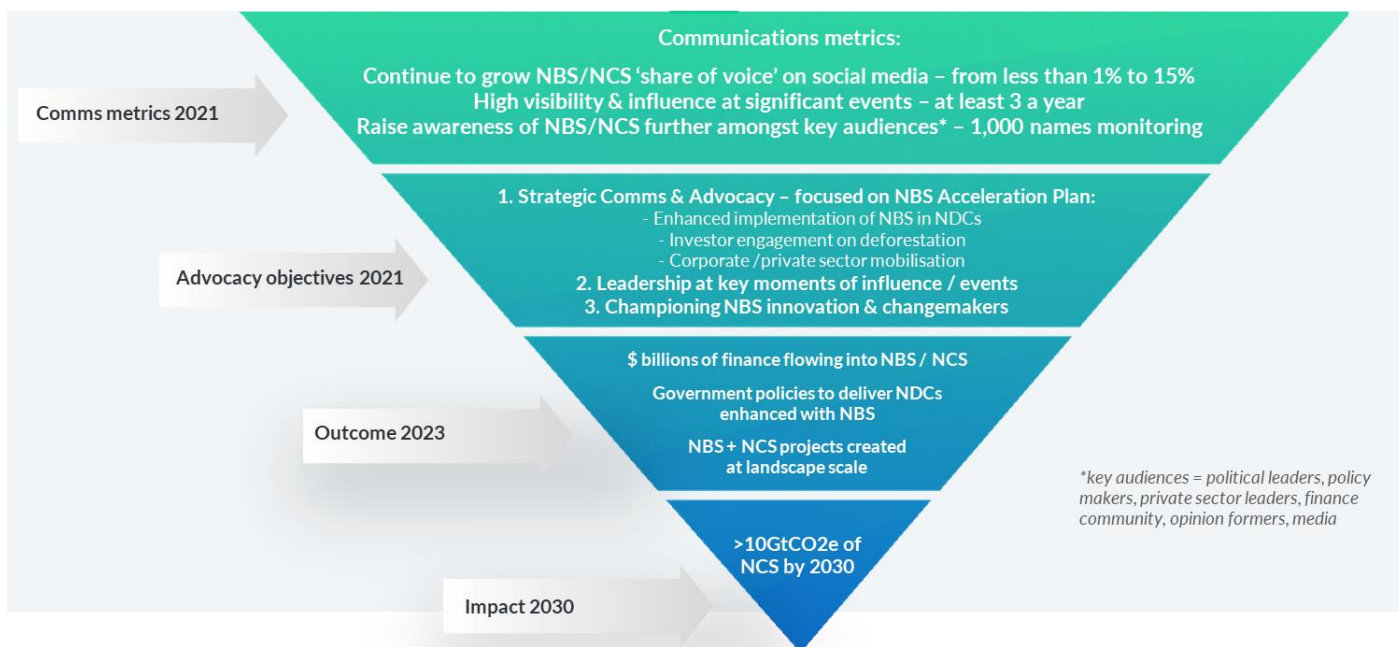 Communications metrics:
Continue to grow NBS/NCS ‘share of voice’ on social media – from less than 1% to 15%
High visibility & influence at significant events – at least 3 a year
Raise awareness of NBS/NCS further amongst key audiences* – 1,000 names monitoring
Comms metrics 2021
1. Strategic Comms & Advocacy – focused on NBS Acceleration Plan:
- Enhanced implementation of NBS in NDCs
- Investor engagement on deforestation
- Corporate /private sector mobilisation
2. Leadership at key moments of influence / events
3. Championing NBS innovation & changemakers
Advocacy objectives 2021
$ billions of finance flowing into NBS / NCS
Government policies to deliver NDCs
enhanced with NBS
NBS + NCS projects created
at landscape scale
Outcome 2023
*key audiences = political leaders, policy
makers, private sector leaders, finance
community, opinion formers, media
>10GtCO2e of
NCS by 2030
Impact 2030